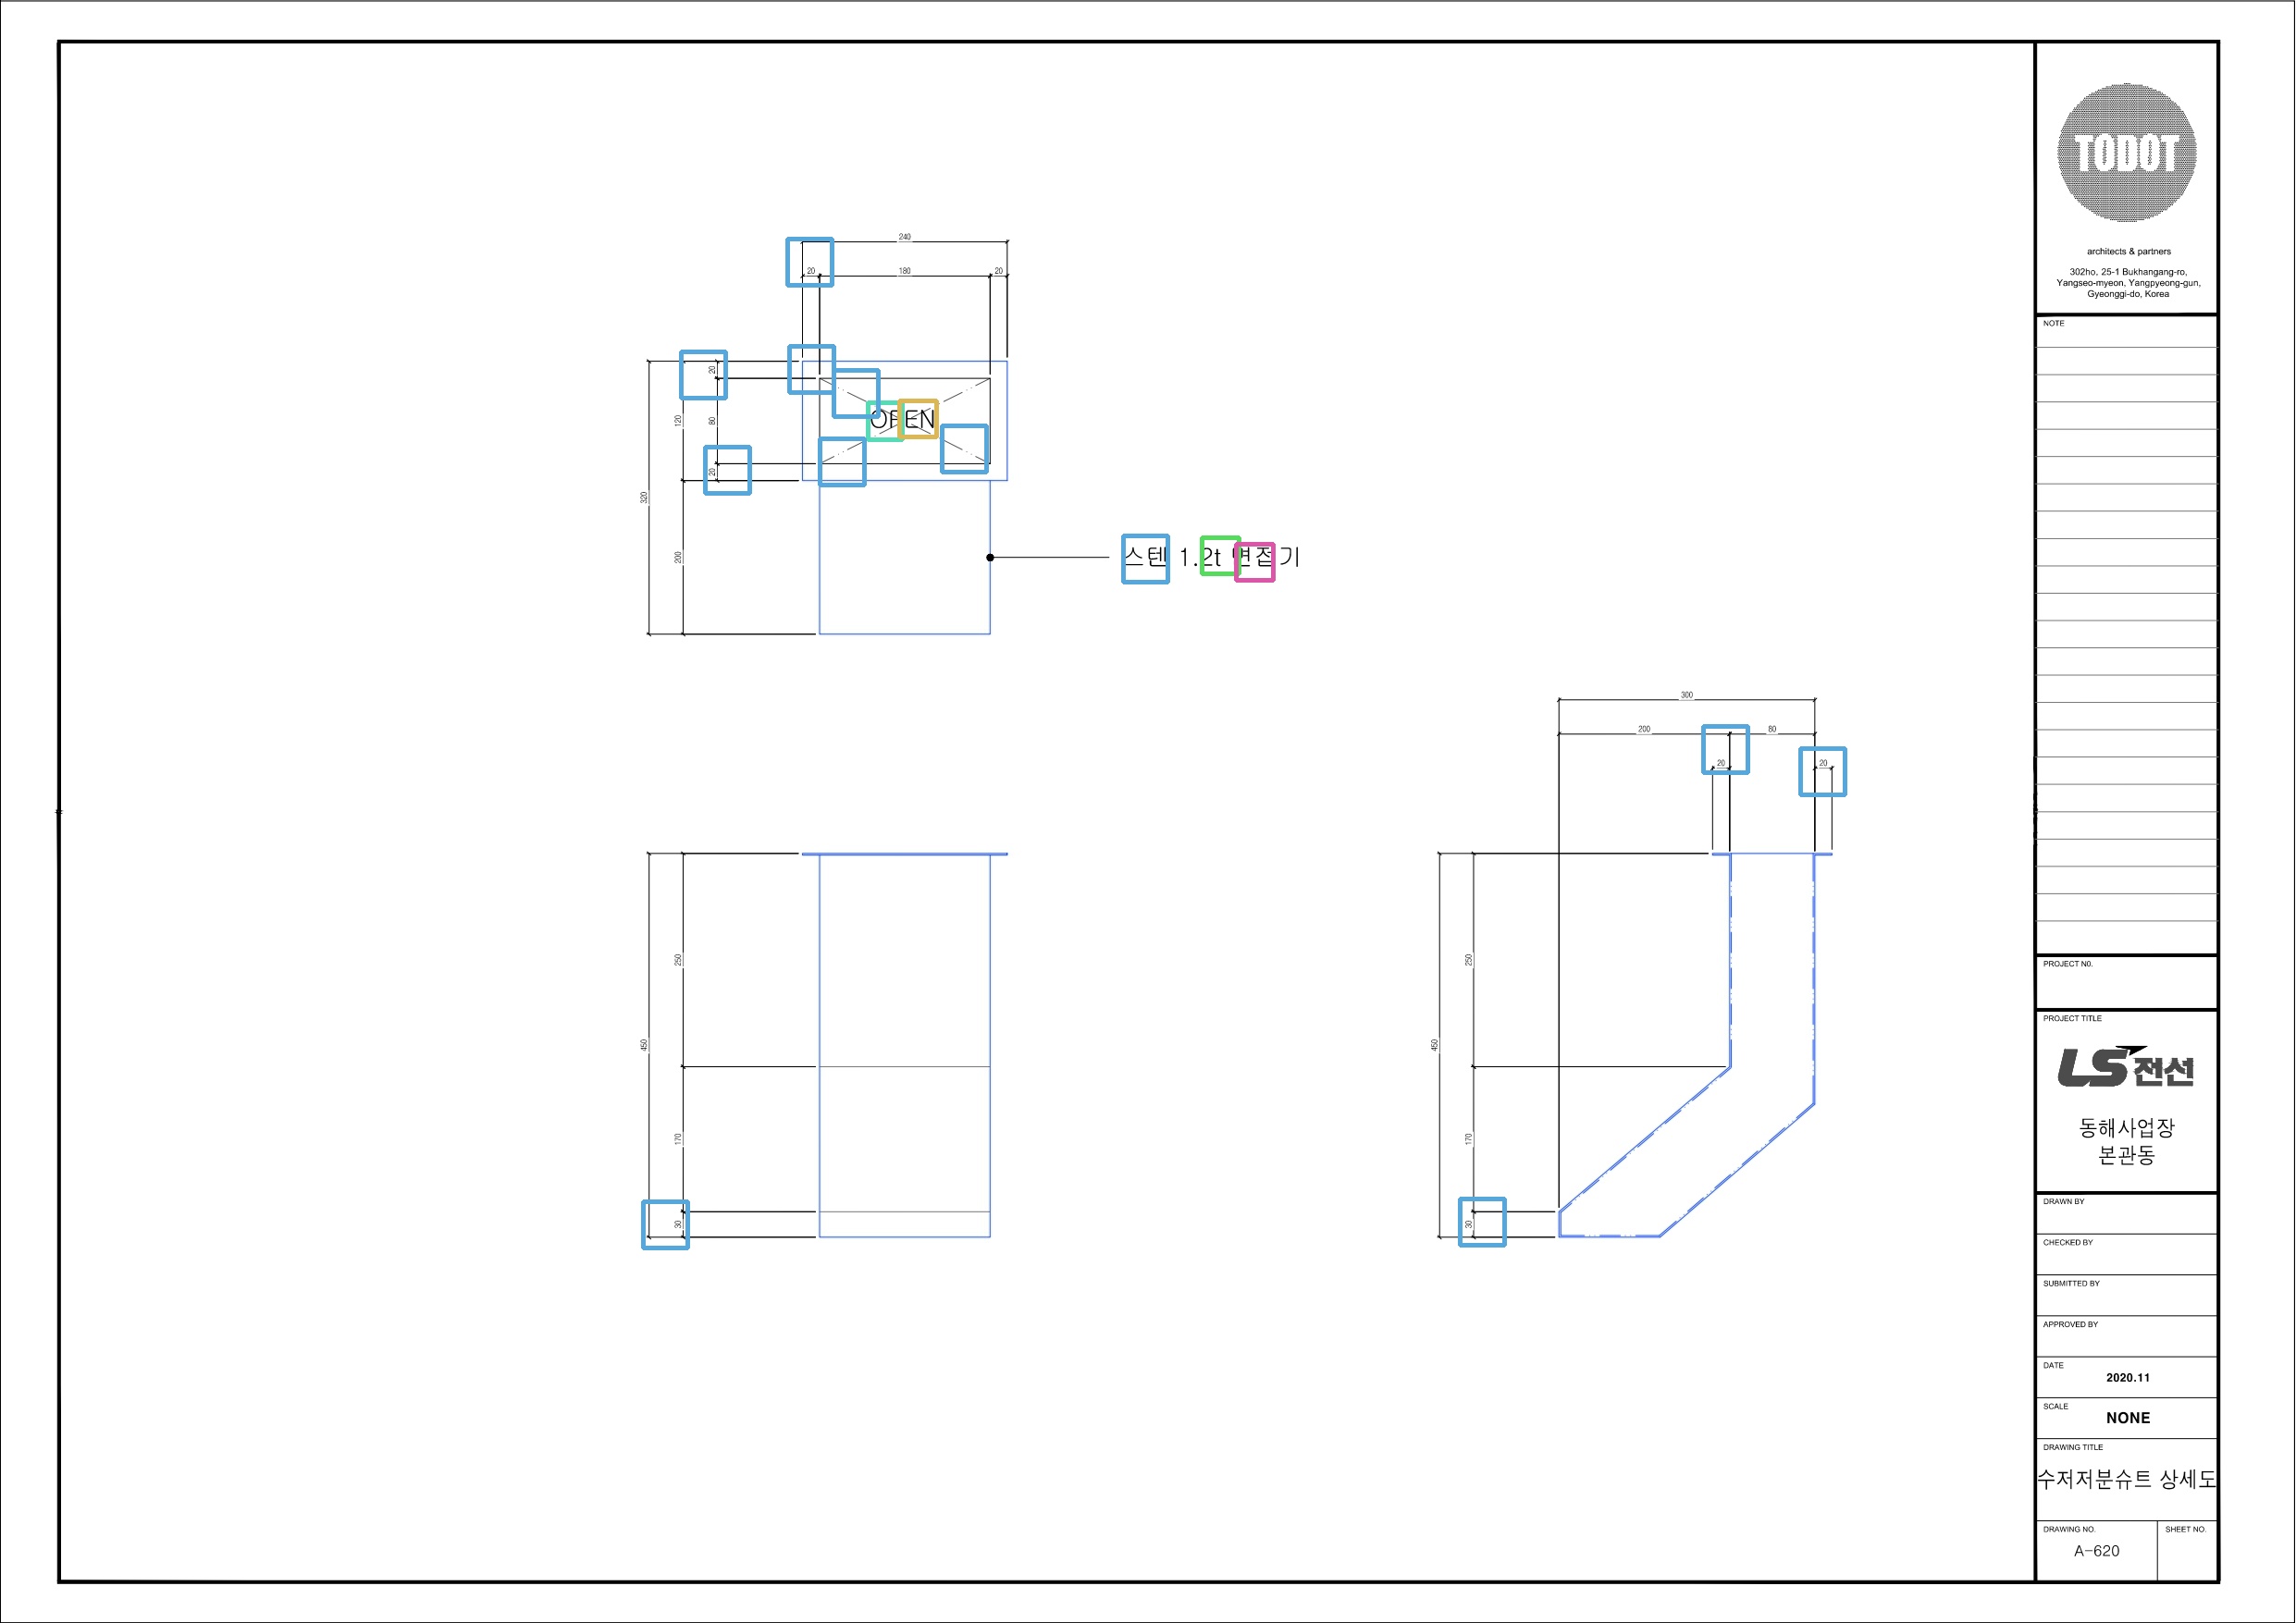 TODOT
architects & partners
302ho, 25-1 Bukhangang-ro,
Yangseo-myeon, Yangpyeong-gun,
Gyeonggi-do, Korea
NOTE
240
20 180 20
20
120 80
OPEN
20
320
200
스텐 1.2t 면접기
300
200 80
20 20
250
450
170
30
250
450
170
30
PROJECT NO.
PROJECT TITLE
LS전선
동해사업장
본관동
DRAWN BY
CHECKED BY
SUBMITTED BY
APPROVED BY
DATE
2020.11
SCALE
NONE
DRAWING TITLE
수저저분슈트 상세도
DRAWING NO. SHEET NO.
A-620